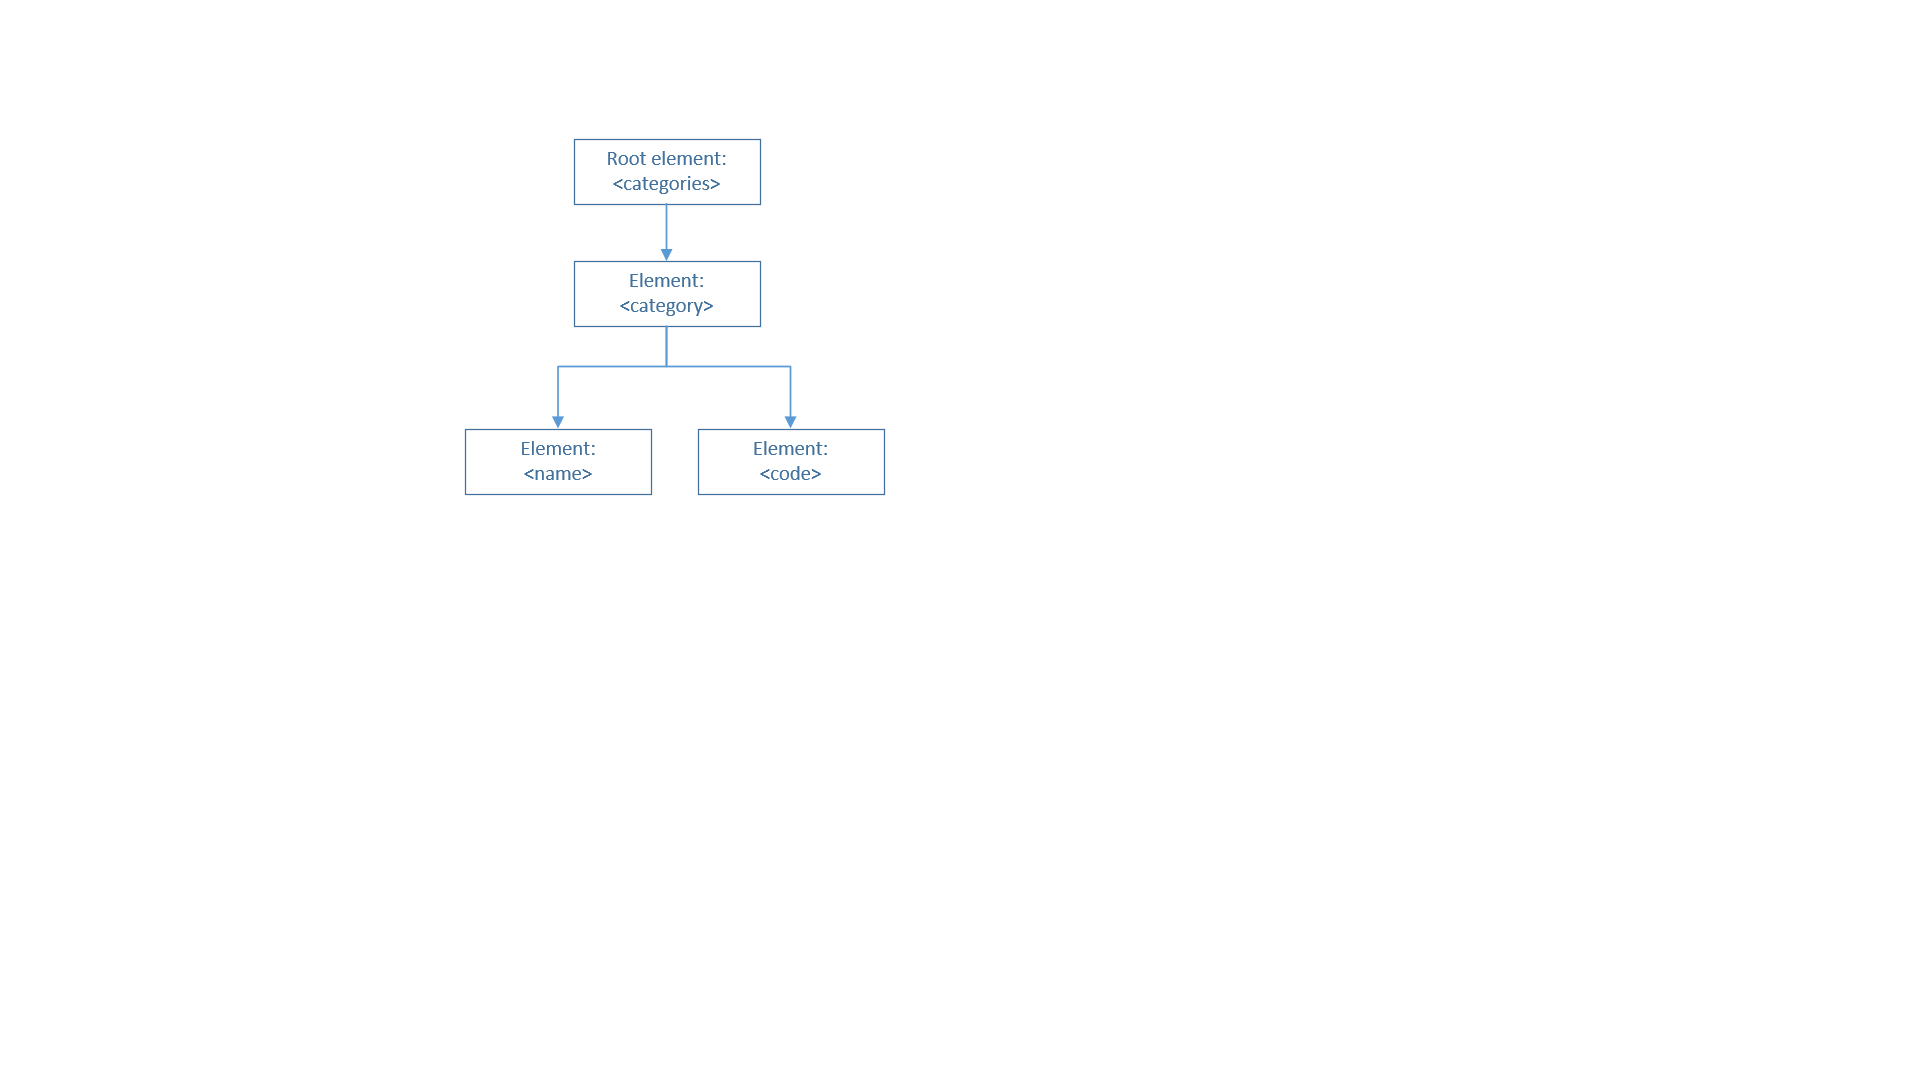 Root element:
<categories>
Element:
<category>
Element:
<name>
Element:
<code>